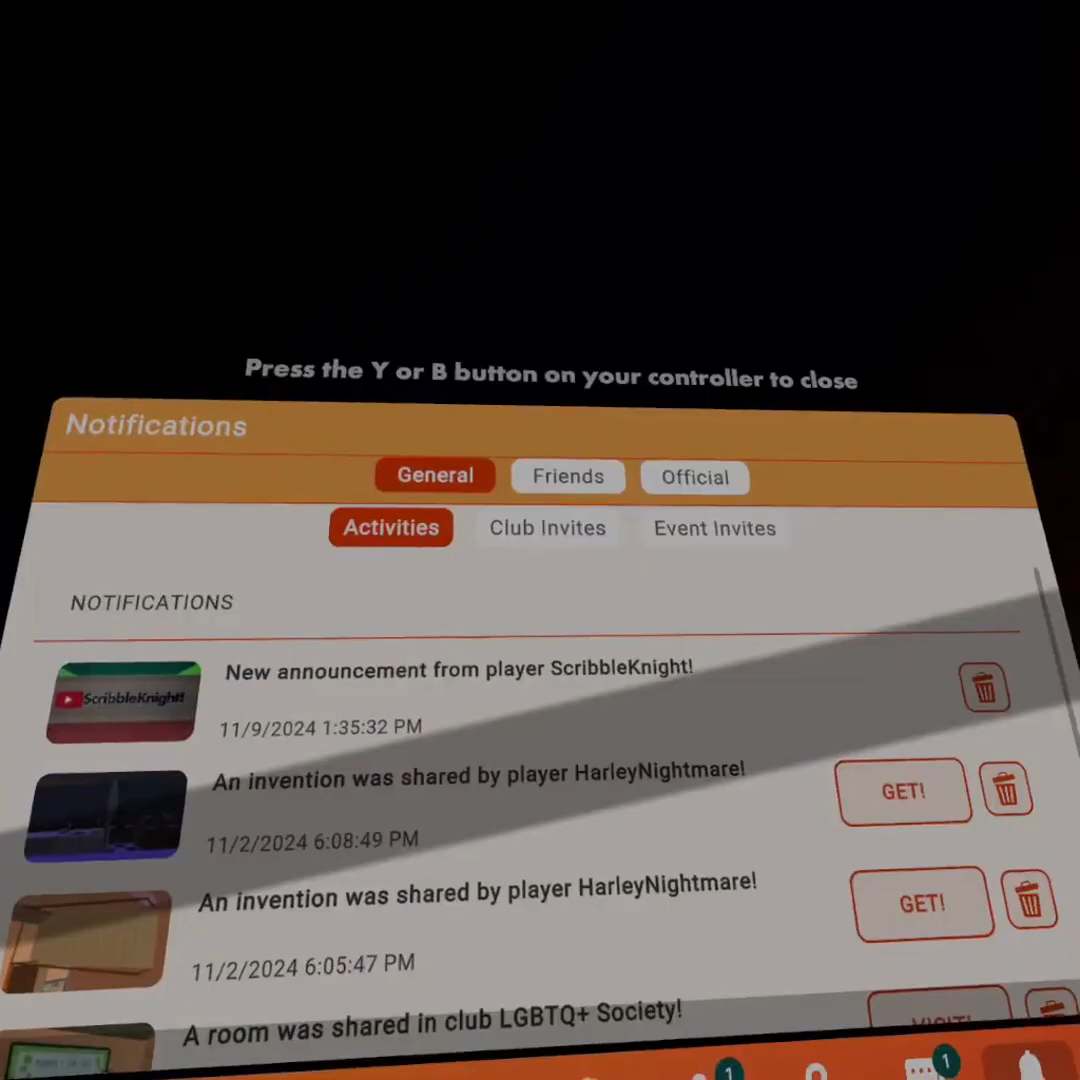 Press the Y or B button on your controller to close
Notifications
General Friends Official
Activities Club Invites Event Invites
NOTIFICATIONS
New announcement from player ScribbleKnight!
ScribbleKnight!
11/9/2024 1:35:32 PM
An invention was shared by player HarleyNightmare!
GET!
11/2/2024 6:08:49 PM
An invention was shared by player HarleyNightmare!
GET!
11/2/2024 6:05:47 PM
A room was shared in club LGBTQ+ Society!
VISIT!
1 1